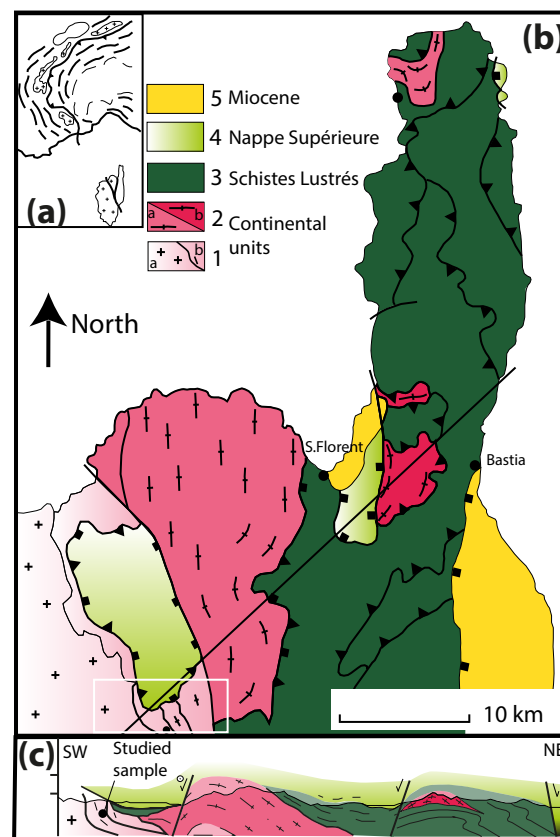 (a)
(b)
5 Miocene
4 Nappe Supérieure
3 Schistes Lustrés
a b 2 Continental
units
a b 1
North
S.Florent
Bastia
10 km
(c)
SW
Studied
sample
NE